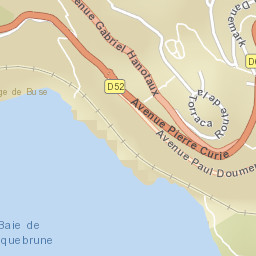 Avenue Gabriel Hanotaux
Danemark
D52
Route de la
Torraca
Avenue Pierre Curie
Avenue Paul Doumer
ge de Buse
Baie de
quebrune